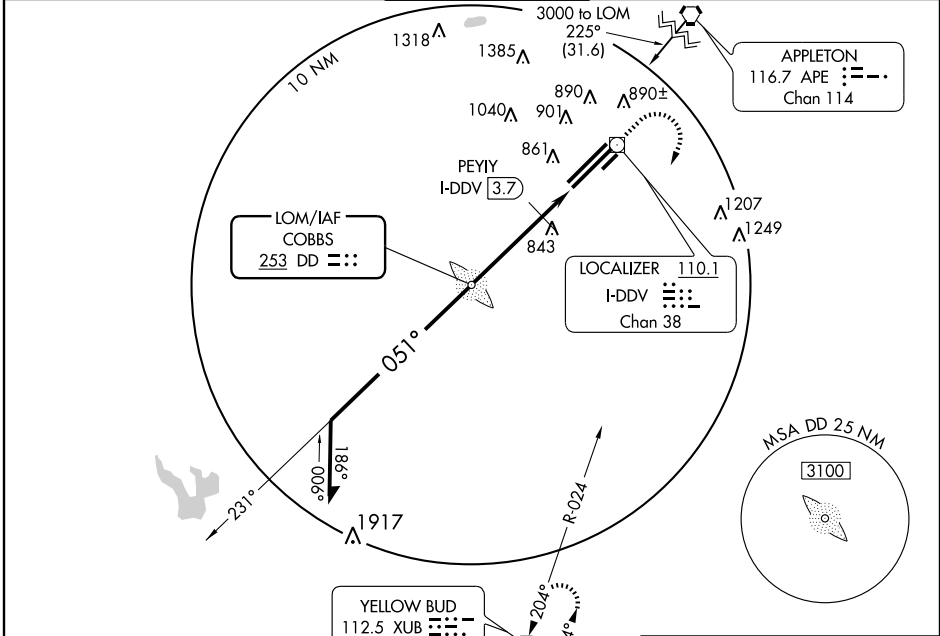 3000 to LOM
225°
(31.6)
1318
1385
10 NM
APPLETON
116.7 APE
Chan 114
890
890±
1040
901
861
PEYIY
I-DDV 3.7
1207
1249
843
LOM/IAF
COBBS
253 DD
LOCALIZER 110.1
I-DDV
Chan 38
051°
186°
006°
231°
1917
R-024
MSA DD 25 NM
3100
204°
YELLOW BUD
112.5 XUB